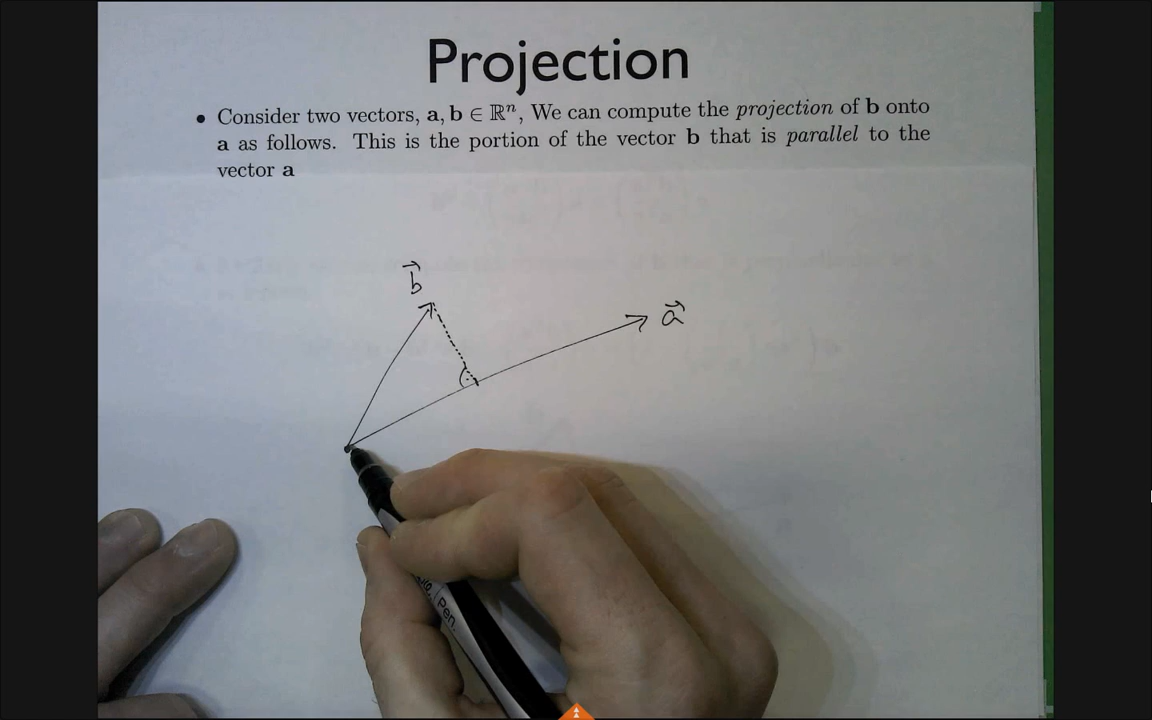 Projection
• Consider two vectors, a, b ∈ ℝⁿ, We can compute the projection of b onto
a as follows. This is the portion of the vector b that is parallel to the
vector a
b⃗
a⃗
Pen.